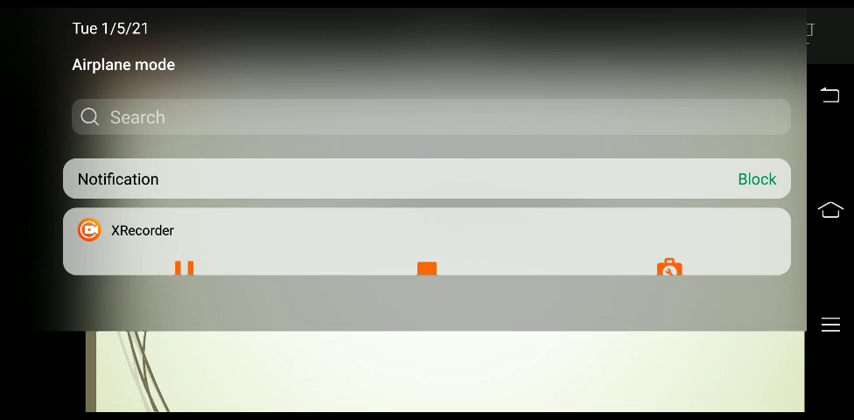 Tue 1/5/21
Airplane mode
Search
Notification
Block
XRecorder